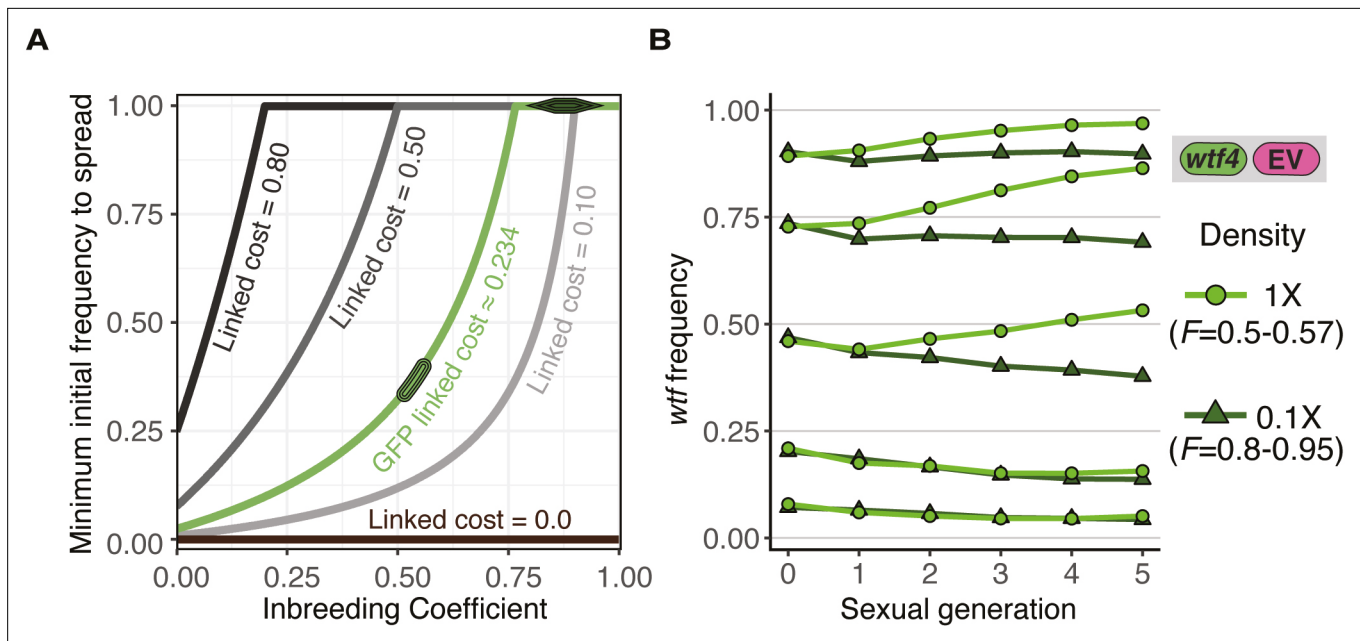 A
Minimum initial frequency to spread
1.00
0.75
0.50
0.25
0.00
Linked cost = 0.80
Linked cost = 0.50
GFP linked cost ≈ 0.234
Linked cost = 0.10
Linked cost = 0.0
0.00 0.25 0.50 0.75 1.00
Inbreeding Coefficient
B
wtf frequency
1.00
0.75
0.50
0.25
0.00
0 1 2 3 4 5
Sexual generation
wtf4 EV
Density
1X
(F=0.5-0.57)
0.1X
(F=0.8-0.95)